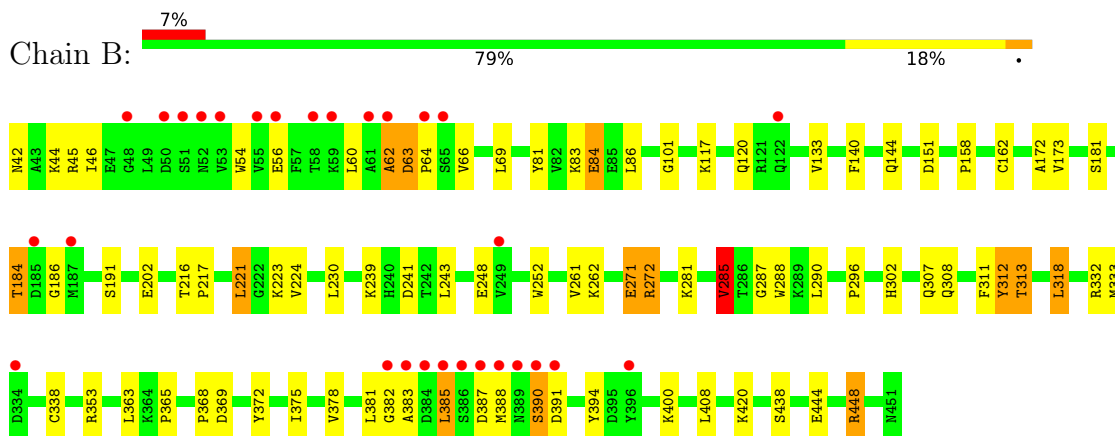 7%
Chain B:
79% 18% •
N42 A43 K44 R45 I46 E47 G48 L49 D50 S51 N52 V53 W54 V55 E56 F57 T58 K59 L60 A61 A62 D63 P64 S65 V66 L69 Y81 V82 K83 E84 E85 L86 G101 K117 Q120 R121 Q122 V133 F140 Q144 D151 P158 C162 A172 V173 S181
T184 D185 G186 M187 S191 E202 T216 P217 L221 G222 K223 V224 L230 K239 H240 D241 T242 L243 E248 V249 W252 V261 K262 E271 R272 K281 V285 T286 G287 W288 K289 L290 P296 H302 Q307 Q308 F311 Y312 T313 L318 R332 M333
D334 C338 R353 L363 K364 P365 P368 D369 Y372 I375 V378 L381 G382 A383 D384 L385 S386 D387 M388 N389 S390 D391 Y394 D395 Y396 K400 L408 K420 S438 E444 R448 N451